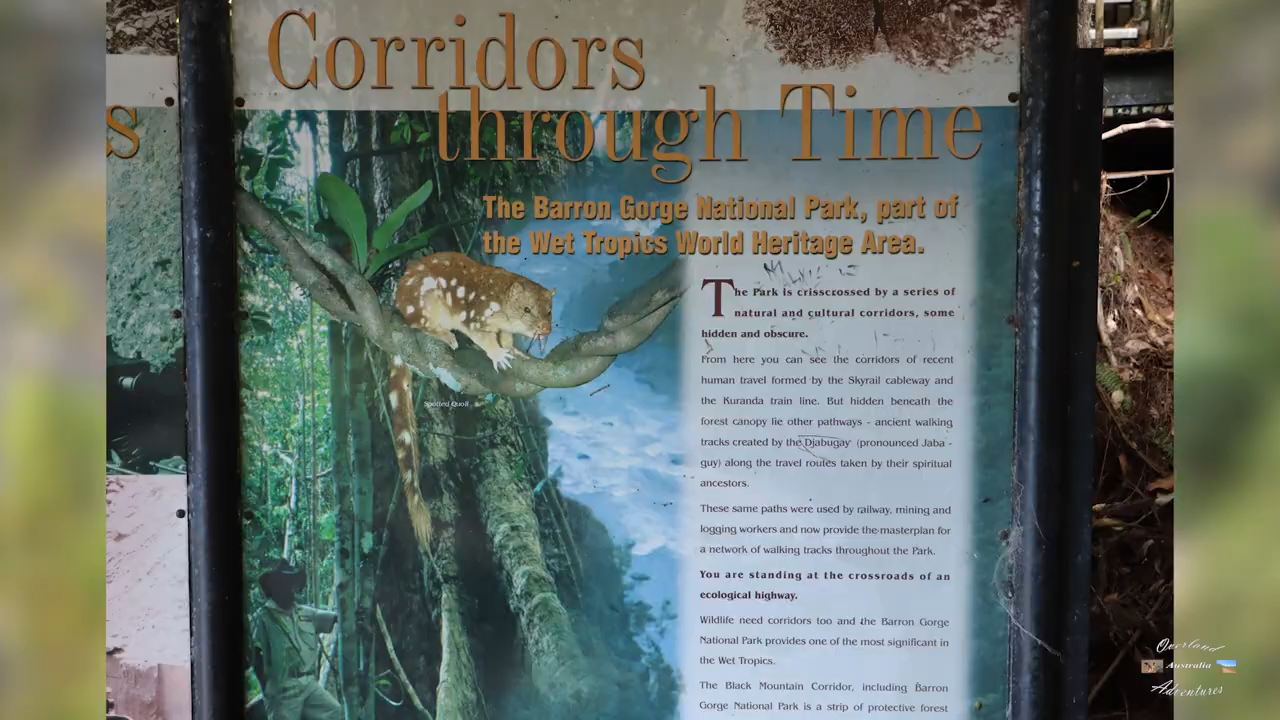 Corridors
through Time
s
The Barron Gorge National Park, part of
the Wet Tropics World Heritage Area.
The Park is crisscrossed by a series of
natural and cultural corridors, some
hidden and obscure.
From here you can see the corridors of recent
human travel formed by the Skyrail cableway and
the Kuranda train line. But hidden beneath the
forest canopy lie other pathways - ancient walking
tracks created by the Djabugay (pronounced Jaba -
guy) along the travel routes taken by their spiritual
ancestors.
These same paths were used by railway, mining and
logging workers and now provide the masterplan for
a network of walking tracks throughout the Park.
You are standing at the crossroads of an
ecological highway.
Wildlife need corridors too and the Barron Gorge
National Park provides one of the most significant in
the Wet Tropics.
The Black Mountain Corridor, including Barron
Gorge National Park is a strip of protective forest
Spotted Quoll
Overland
Australia
Adventures